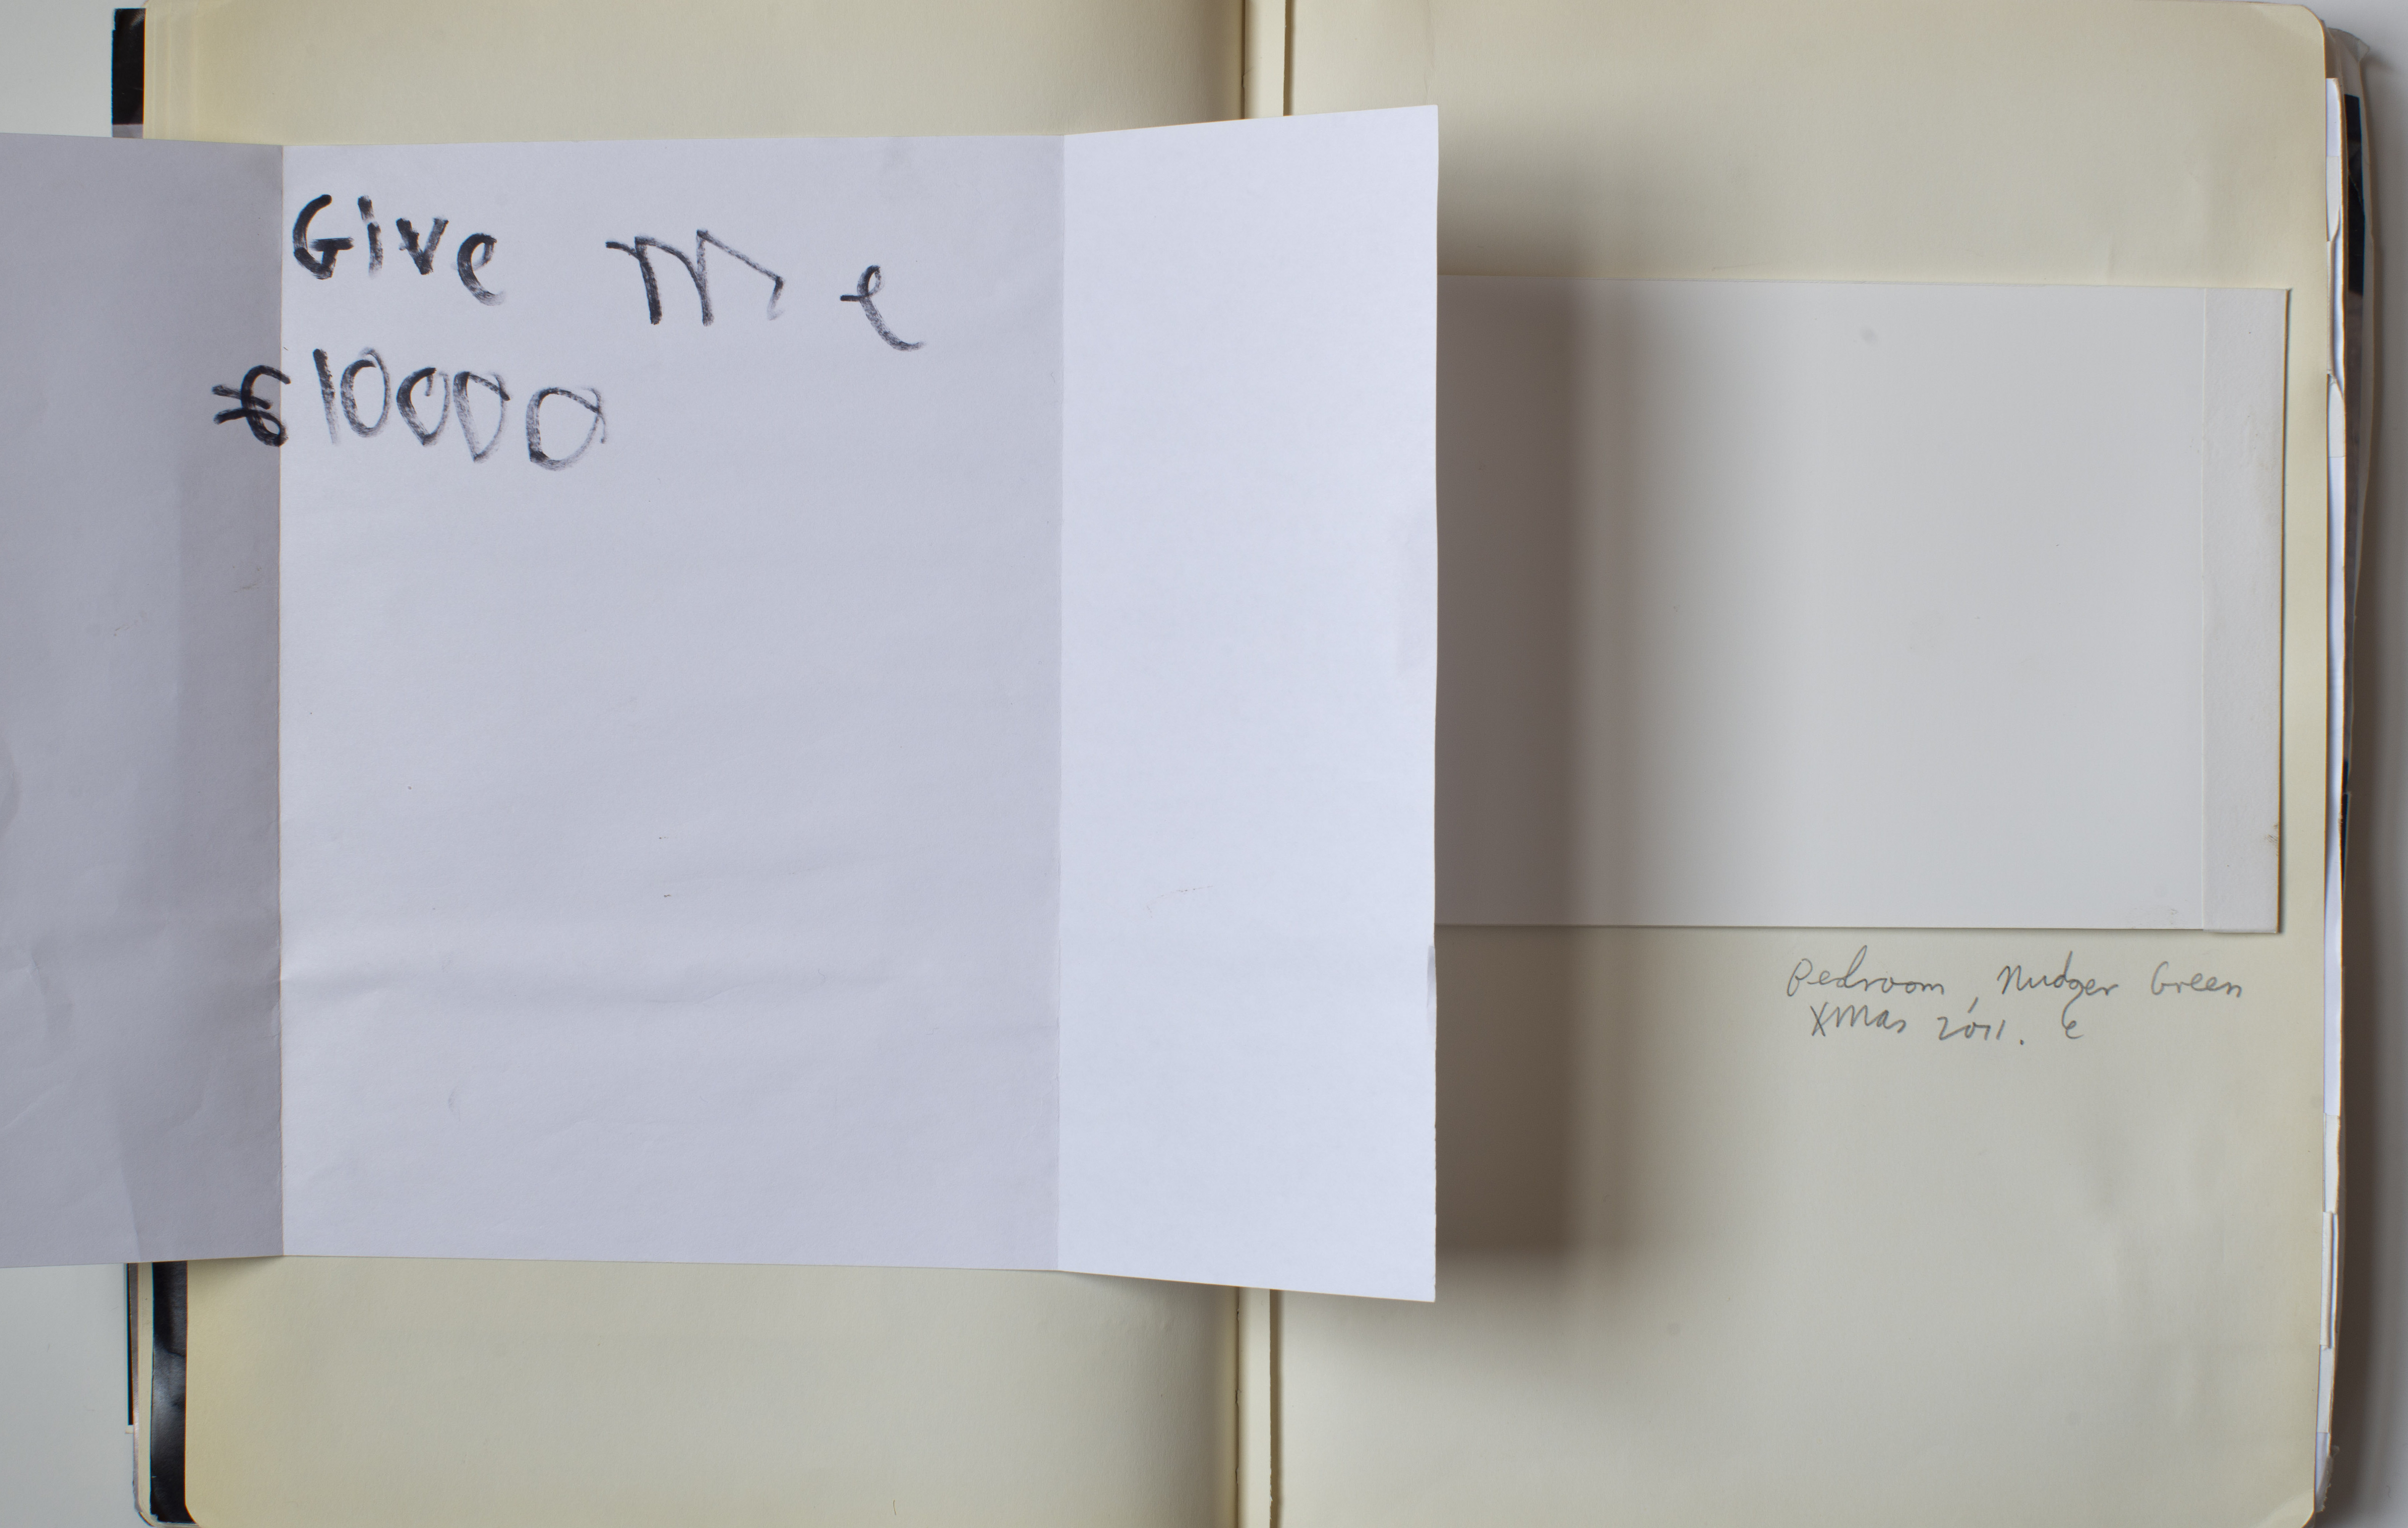 Give me
£10000
Bedroom, Nudger Green
XMas 2011. e